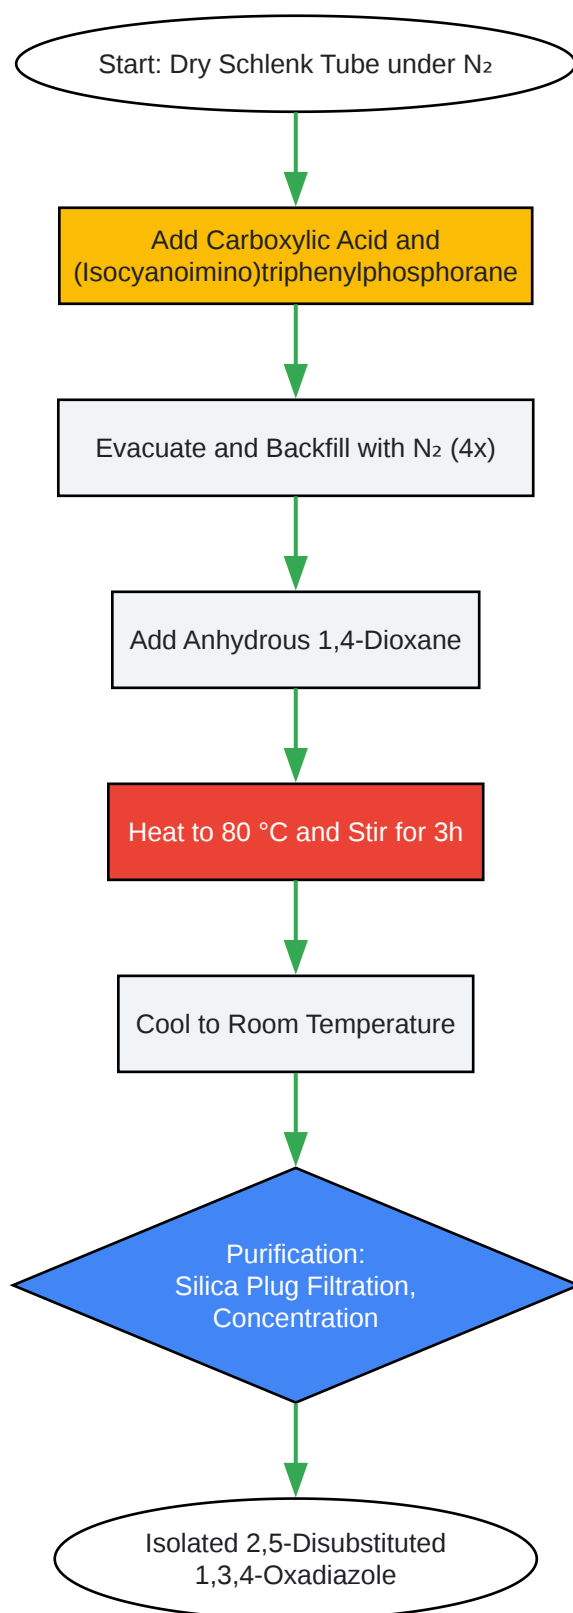 Start: Dry Schlenk Tube under N₂
Add Carboxylic Acid and
(Isocyanoimino)triphenylphosphorane
Evacuate and Backfill with N₂ (4x)
Add Anhydrous 1,4-Dioxane
Heat to 80 °C and Stir for 3h
Cool to Room Temperature
Purification:
Silica Plug Filtration,
Concentration
Isolated 2,5-Disubstituted
1,3,4-Oxadiazole